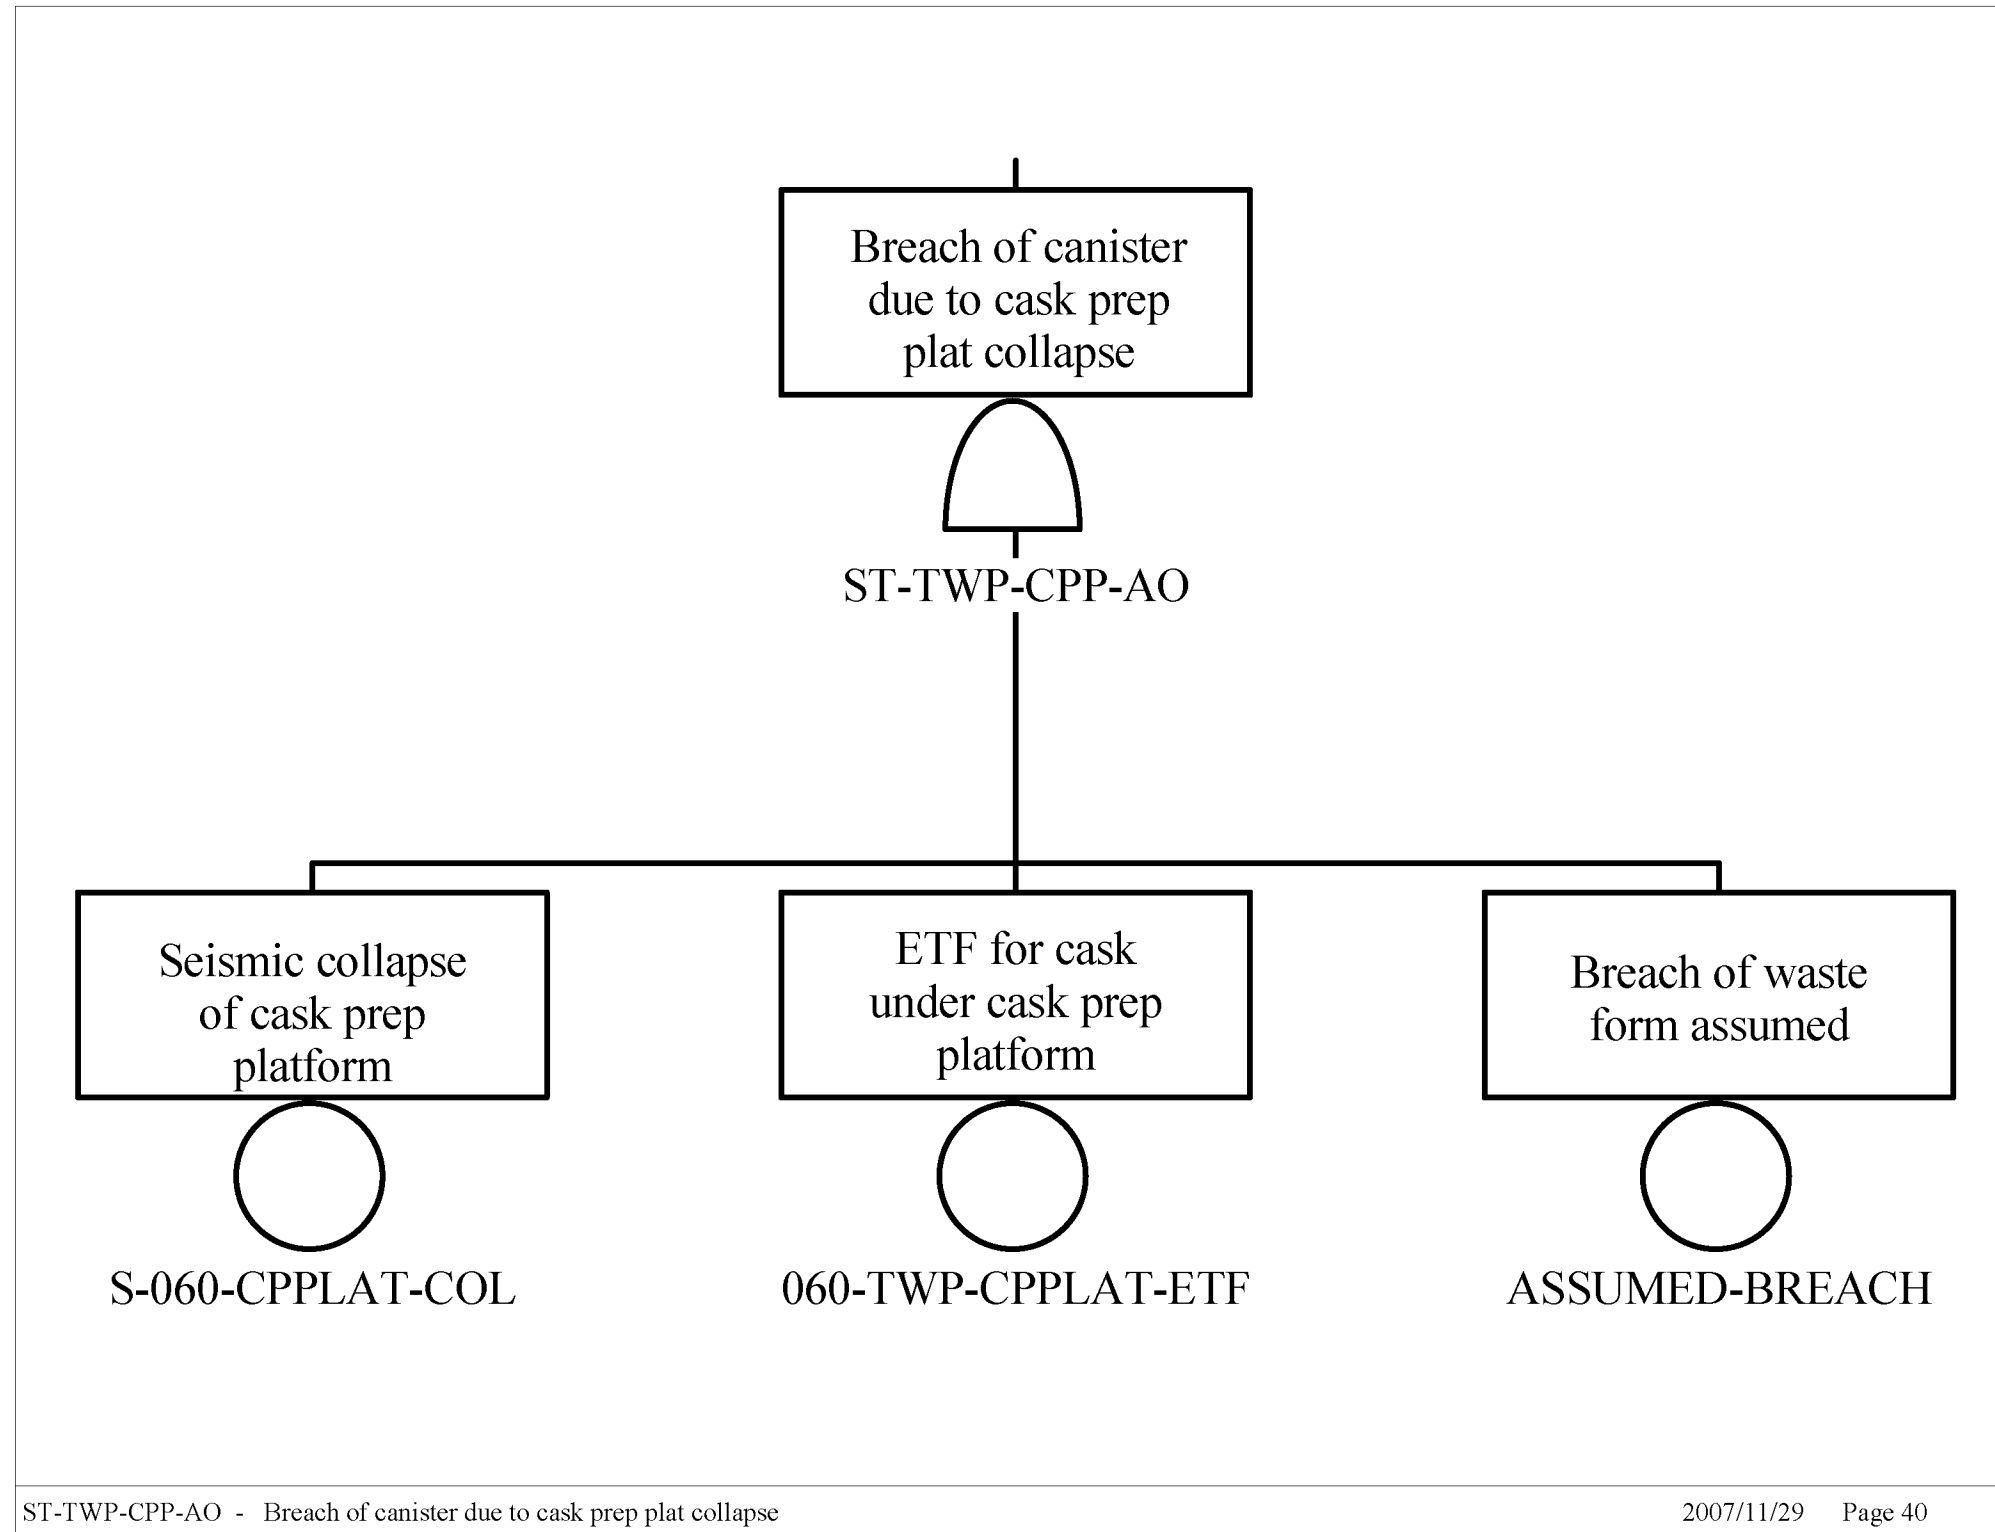 Breach of canister
due to cask prep
plat collapse
ST-TWP-CPP-AO
Seismic collapse
of cask prep
platform
S-060-CPPLAT-COL
ETF for cask
under cask prep
platform
060-TWP-CPPLAT-ETF
Breach of waste
form assumed
ASSUMED-BREACH
ST-TWP-CPP-AO - Breach of canister due to cask prep plat collapse
2007/11/29 Page 40